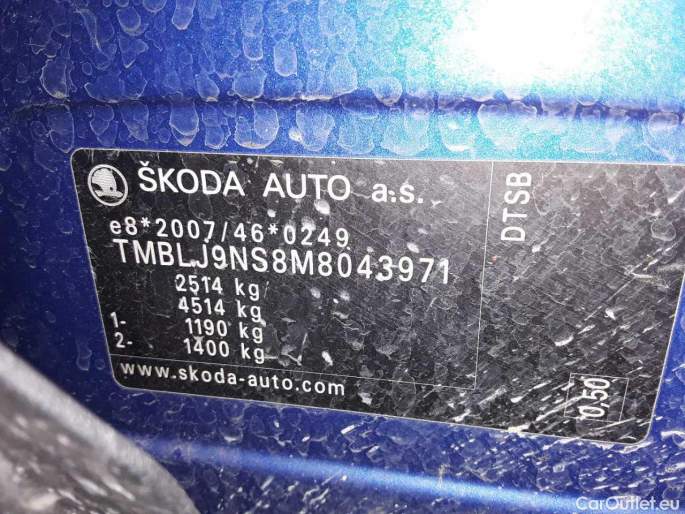 ŠKODA AUTO a.s.
e8*2007/46*0249
TMBLJ9NS8M8043971
2514 kg
4514 kg
1- 1190 kg
2- 1400 kg
www.skoda-auto.com
DTSB
0,50
CarOutlet.eu